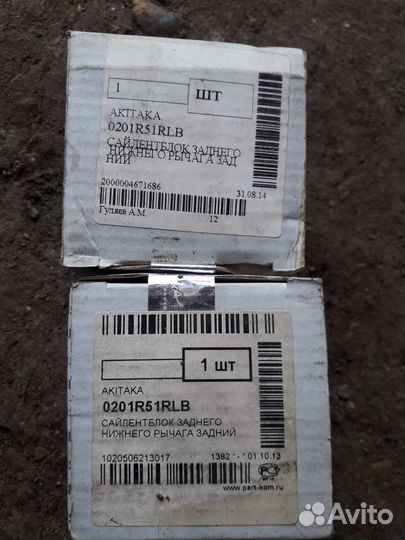 1
ШТ
AKITAKA
0201R51RLB
САЙЛЕНТБЛОК ЗАДНЕГО
НИЖНЕГО РЫЧАГА ЗАД
НИЙ
2000004671686
31.08.14
Гуляев А.М.
12
1 шт
AKITAKA
0201R51RLB
САЙЛЕНТБЛОК ЗАДНЕГО
НИЖНЕГО РЫЧАГА ЗАДНИЙ
1020506213017
1382 - 01.10.13
РСТ
www.part-kom.ru
Avito